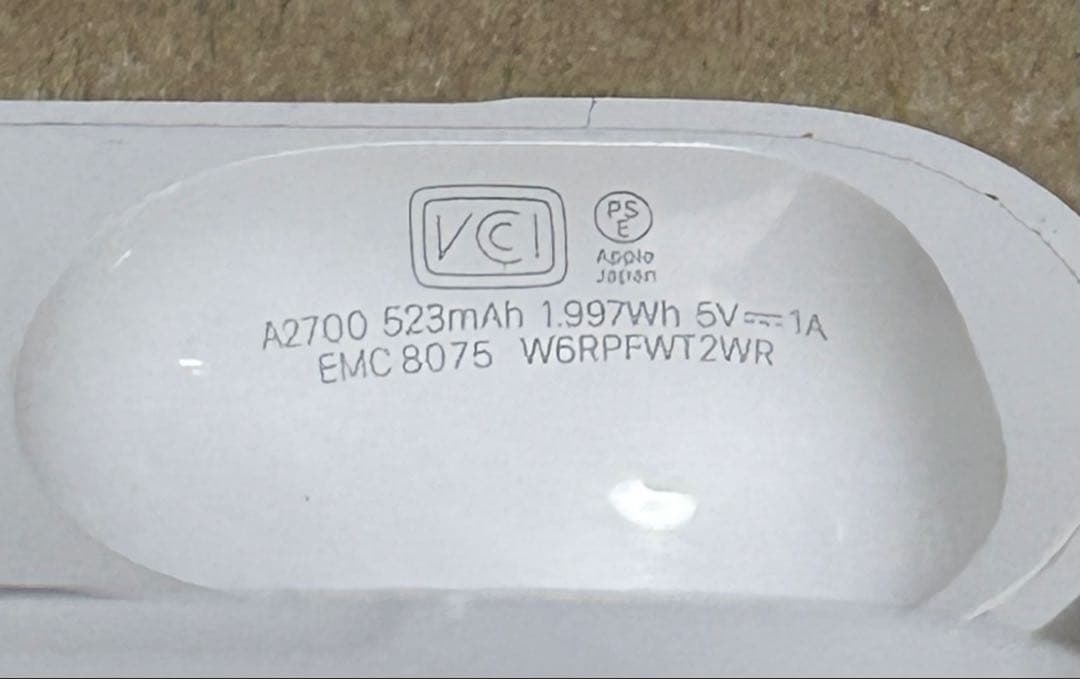 VCI
PS
E
Apple
Japan
A2700 523mAh 1.997Wh 5V⎓1A
EMC 8075 W6RPFWT2WR